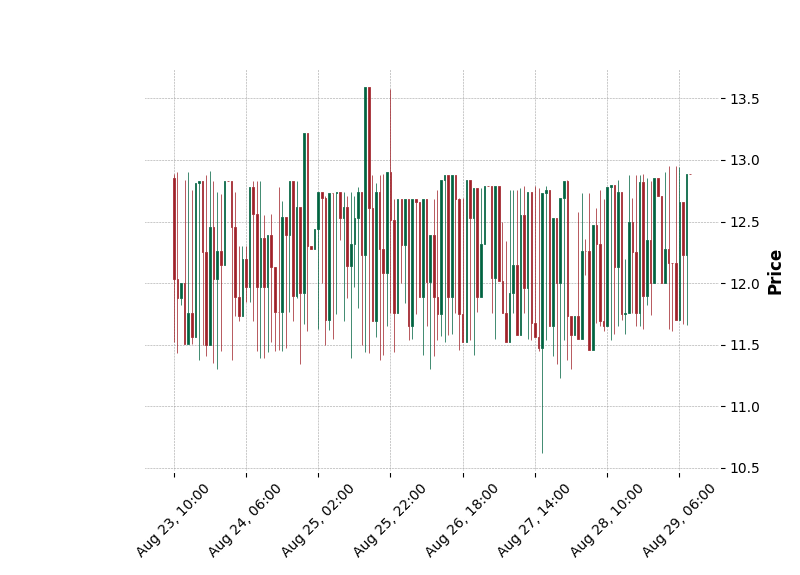 13.5
13.0
12.5
12.0
11.5
11.0
10.5
Price
Aug 23, 10:00
Aug 24, 06:00
Aug 25, 02:00
Aug 25, 22:00
Aug 26, 18:00
Aug 27, 14:00
Aug 28, 10:00
Aug 29, 06:00